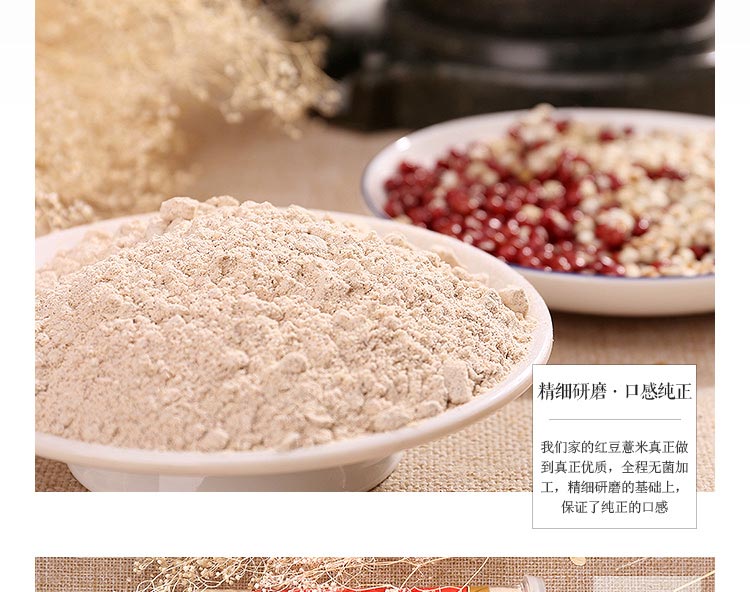 精细研磨·口感纯正
我们家的红豆薏米真正做
到真正优质，全程无菌加
工，精细研磨的基础上，
保证了纯正的口感